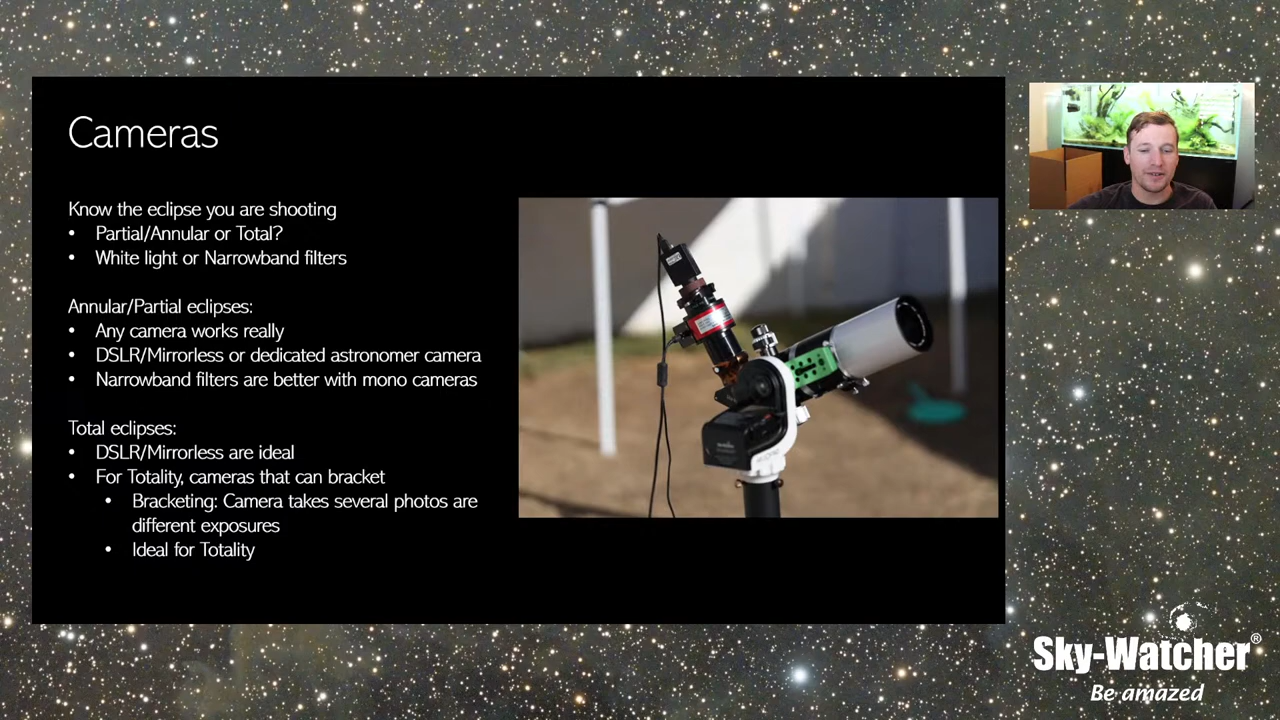 Cameras
Know the eclipse you are shooting
• Partial/Annular or Total?
• White light or Narrowband filters
Annular/Partial eclipses:
• Any camera works really
• DSLR/Mirrorless or dedicated astronomer camera
• Narrowband filters are better with mono cameras
Total eclipses:
• DSLR/Mirrorless are ideal
• For Totality, cameras that can bracket
• Bracketing: Camera takes several photos are
different exposures
• Ideal for Totality
Sky-Watcher®
Be amazed